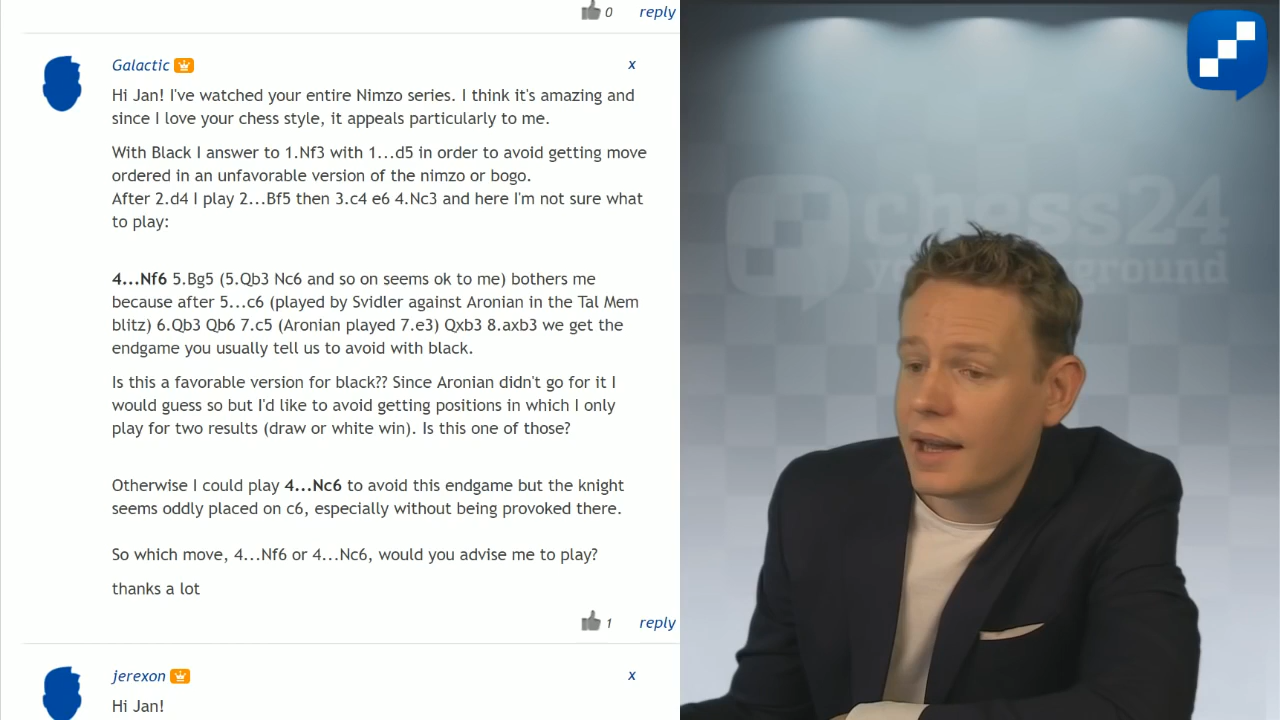 0 reply
Galactic x
Hi Jan! I've watched your entire Nimzo series. I think it's amazing and
since I love your chess style, it appeals particularly to me.
With Black I answer to 1.Nf3 with 1...d5 in order to avoid getting move
ordered in an unfavorable version of the nimzo or bogo.
After 2.d4 I play 2...Bf5 then 3.c4 e6 4.Nc3 and here I'm not sure what
to play:
4...Nf6 5.Bg5 (5.Qb3 Nc6 and so on seems ok to me) bothers me
because after 5...c6 (played by Svidler against Aronian in the Tal Mem
blitz) 6.Qb3 Qb6 7.c5 (Aronian played 7.e3) Qxb3 8.axb3 we get the
endgame you usually tell us to avoid with black.
Is this a favorable version for black?? Since Aronian didn't go for it I
would guess so but I'd like to avoid getting positions in which I only
play for two results (draw or white win). Is this one of those?
Otherwise I could play 4...Nc6 to avoid this endgame but the knight
seems oddly placed on c6, especially without being provoked there.
So which move, 4...Nf6 or 4...Nc6, would you advise me to play?
thanks a lot
1 reply
jerexon x
Hi Jan!
chess24